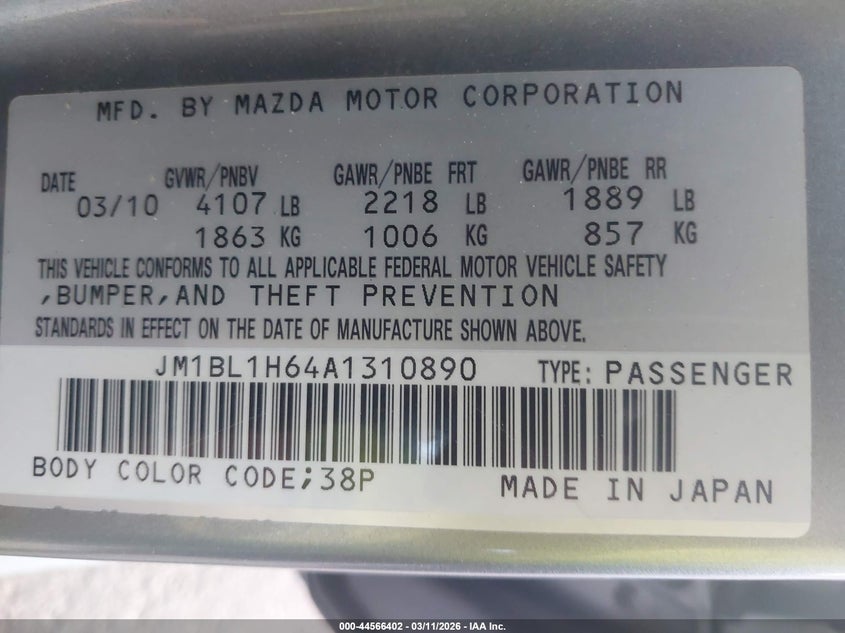 MFD. BY MAZDA MOTOR CORPORATION
DATE GVWR/PNBV GAWR/PNBE FRT GAWR/PNBE RR
03/10 4107 LB 2218 LB 1889 LB
1863 KG 1006 KG 857 KG
THIS VEHICLE CONFORMS TO ALL APPLICABLE FEDERAL MOTOR VEHICLE SAFETY
,BUMPER,AND THEFT PREVENTION
STANDARDS IN EFFECT ON THE DATE OF MANUFACTURE SHOWN ABOVE.
JM1BL1H64A1310890 TYPE: PASSENGER
BODY COLOR CODE;38P MADE IN JAPAN
000-44566402 - 03/11/2026 - IAA Inc.